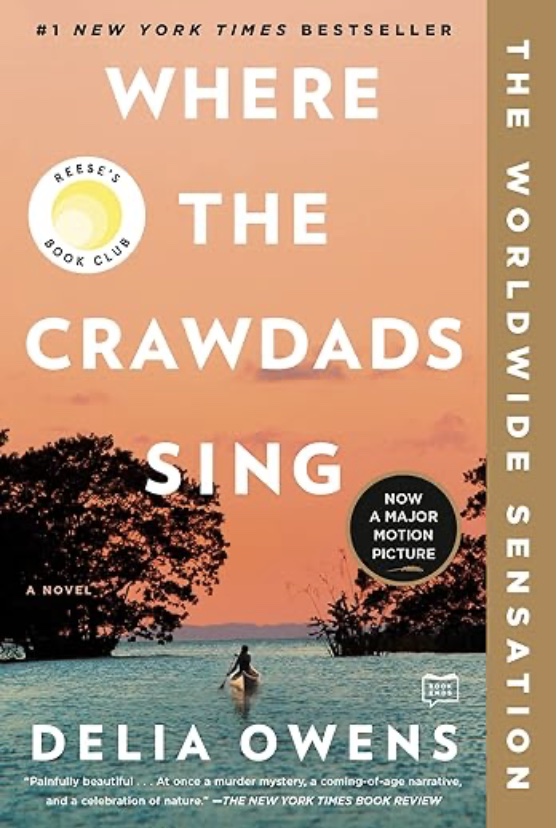 #1 NEW YORK TIMES BESTSELLER
WHERE
REESE'S
BOOK CLUB
THE
CRAWDADS
SING
NOW
A MAJOR
MOTION
PICTURE
A NOVEL
BOOK
ENDS
DELIA OWENS
"Painfully beautiful . . . At once a murder mystery, a coming-of-age narrative,
and a celebration of nature." —THE NEW YORK TIMES BOOK REVIEW
THE WORLDWIDE SENSATION